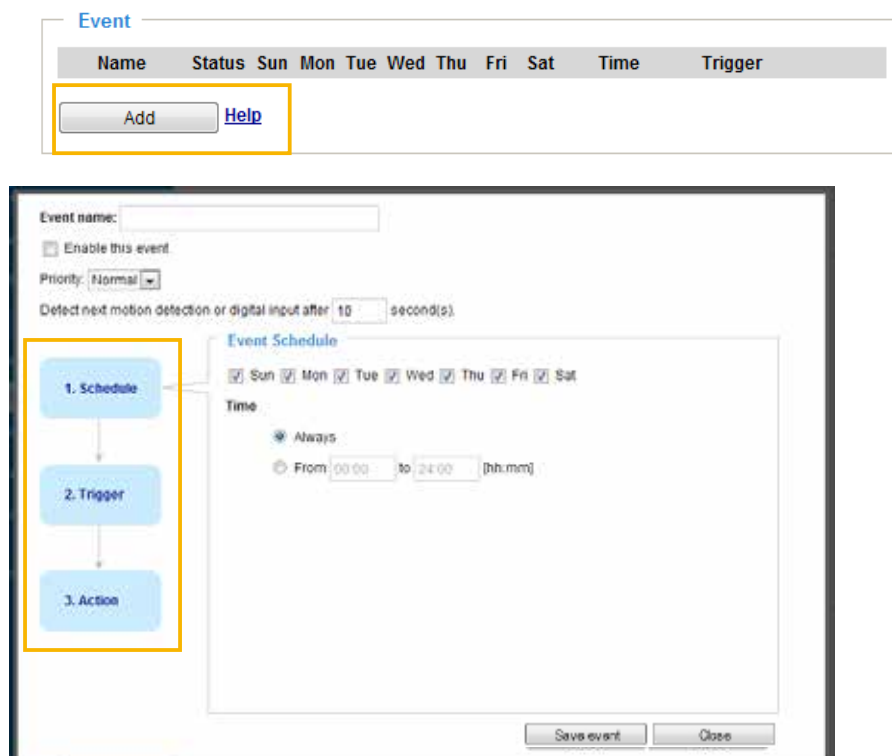 Event
Name Status Sun Mon Tue Wed Thu Fri Sat Time Trigger
Add Help
Event name:
Enable this event
Priority: Normal
Detect next motion detection or digital input after 10 second(s).
Event Schedule
1. Schedule
Sun Mon Tue Wed Thu Fri Sat
Time
Always
From 00:00 to 24:00 [hh:mm]
2. Trigger
3. Action
Save event Close